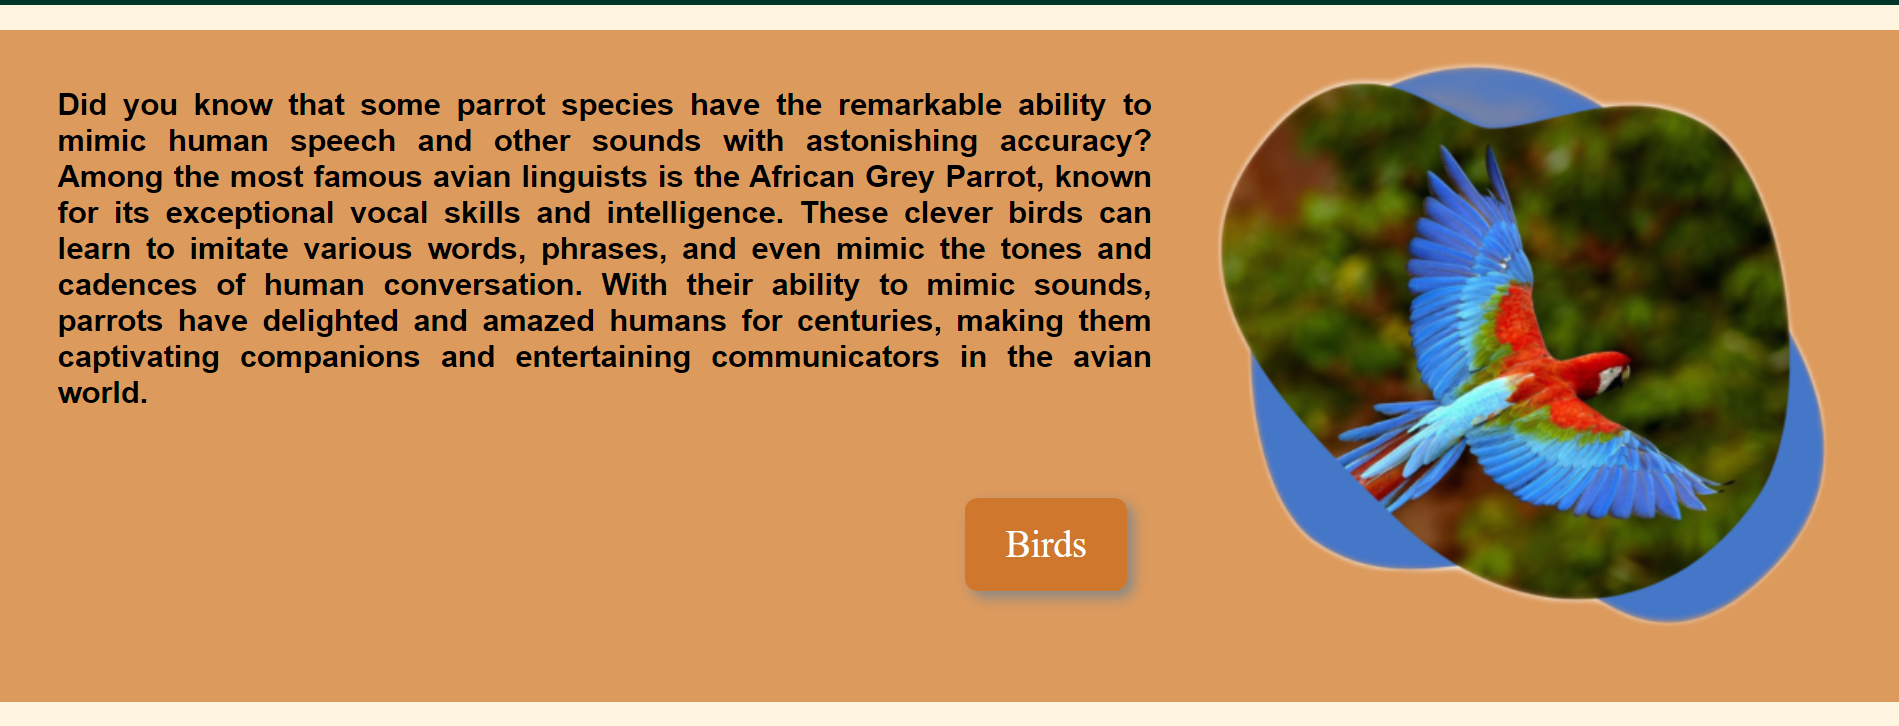 Did you know that some parrot species have the remarkable ability to
mimic human speech and other sounds with astonishing accuracy?
Among the most famous avian linguists is the African Grey Parrot, known
for its exceptional vocal skills and intelligence. These clever birds can
learn to imitate various words, phrases, and even mimic the tones and
cadences of human conversation. With their ability to mimic sounds,
parrots have delighted and amazed humans for centuries, making them
captivating companions and entertaining communicators in the avian
world.
Birds